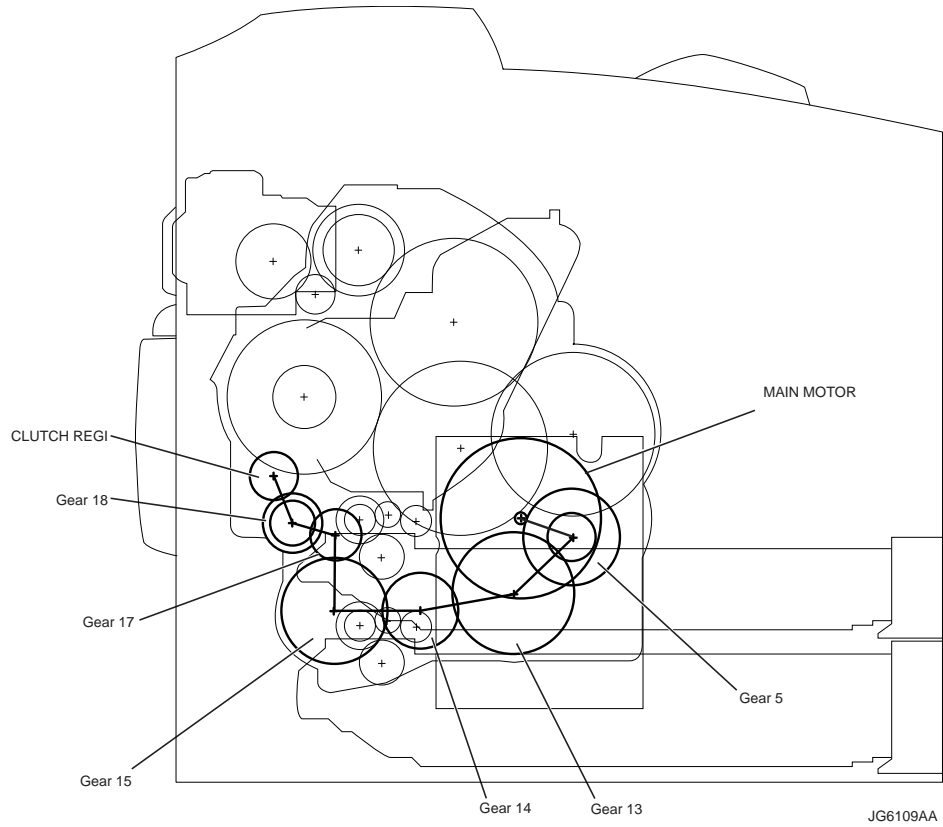 MAIN MOTOR
CLUTCH REGI
Gear 18
Gear 17
Gear 5
Gear 15
Gear 14
Gear 13
JG6109AA